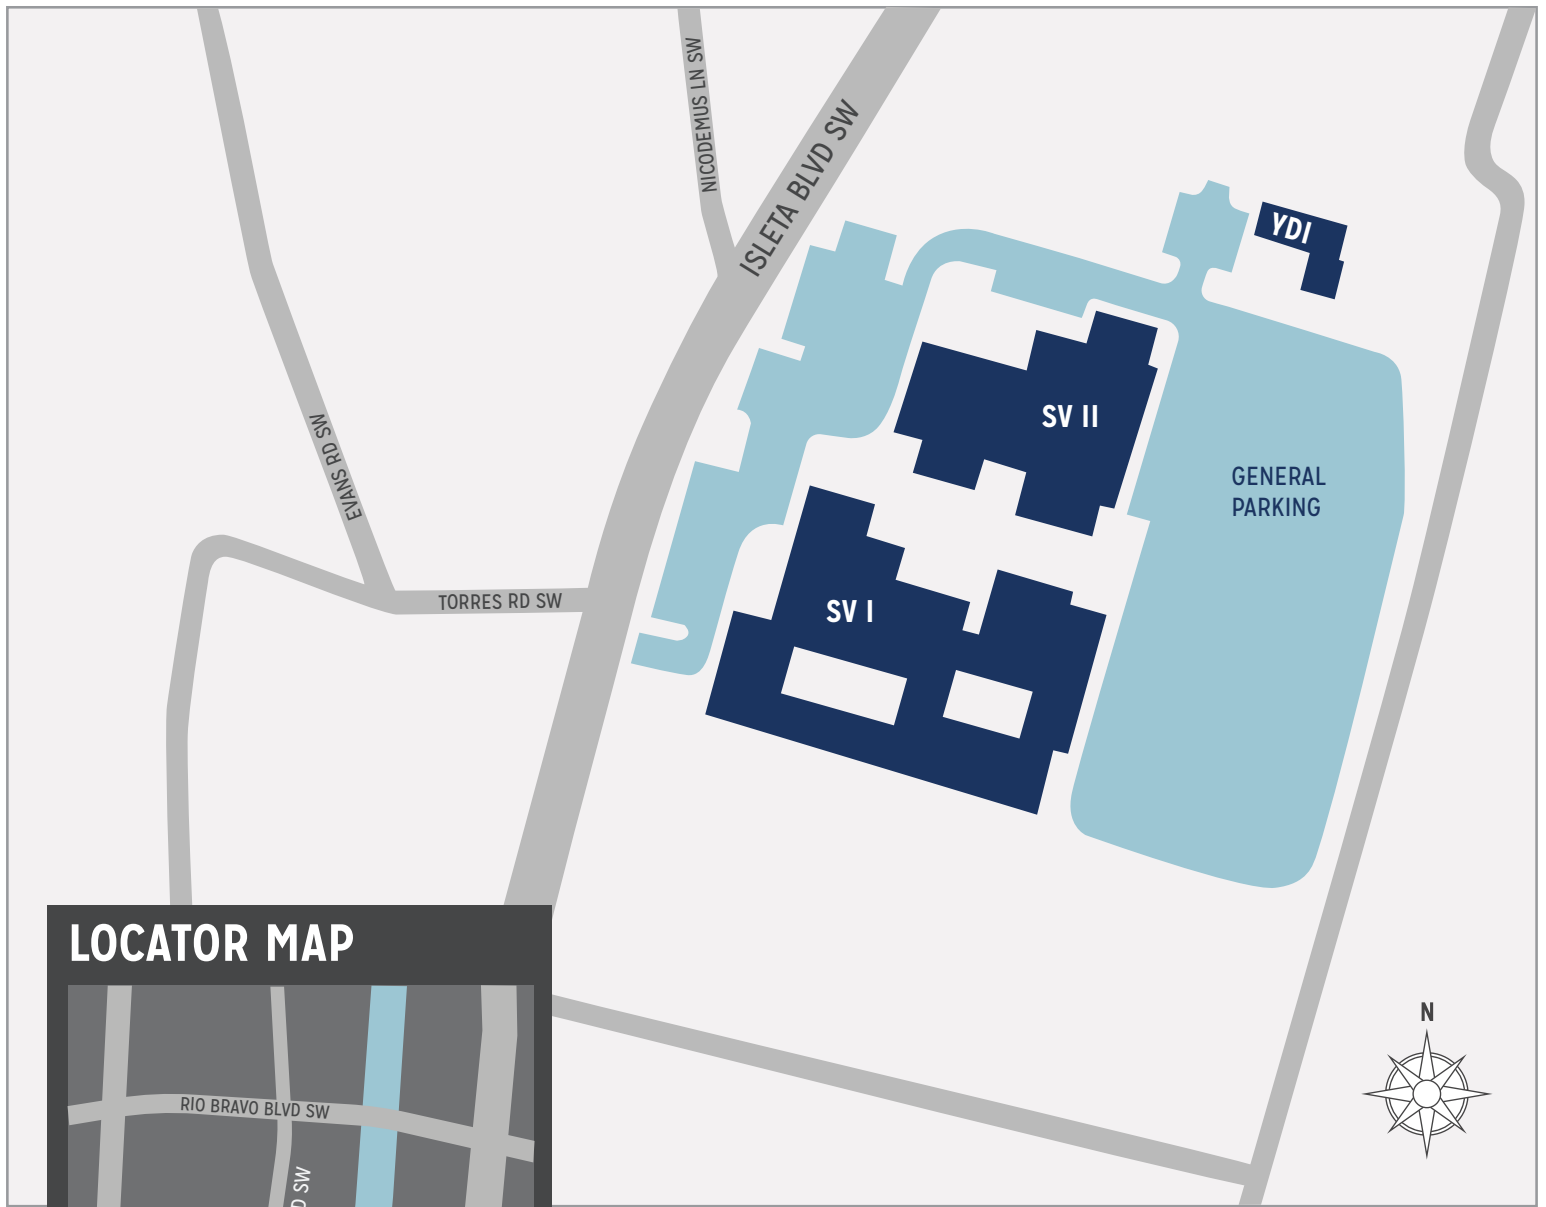 NICODEMUS LN SW
ISLETA BLVD SW
YDI
SV II
EVANS RD SW
GENERAL
PARKING
TORRES RD SW
SV I
LOCATOR MAP
N
RIO BRAVO BLVD SW
D SW